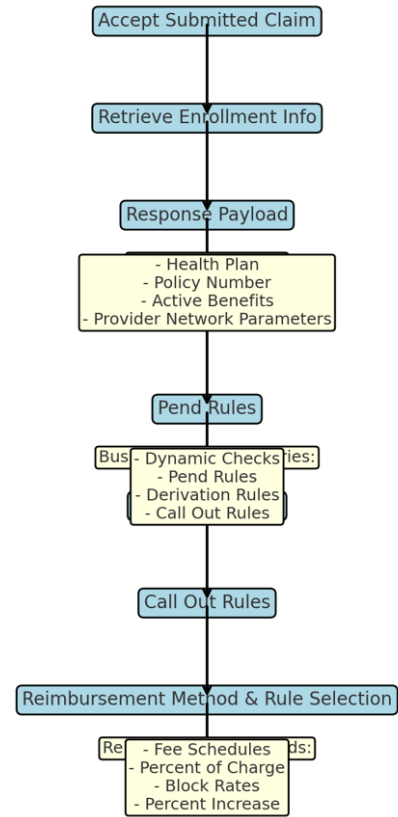 Accept Submitted Claim
Retrieve Enrollment Info
Response Payload
- Health Plan
- Policy Number
- Active Benefits
- Provider Network Parameters
Pend Rules
- Dynamic Checks
- Pend Rules
- Derivation Rules
- Call Out Rules
Call Out Rules
Reimbursement Method & Rule Selection
- Fee Schedules
- Percent of Charge
- Block Rates
- Percent Increase